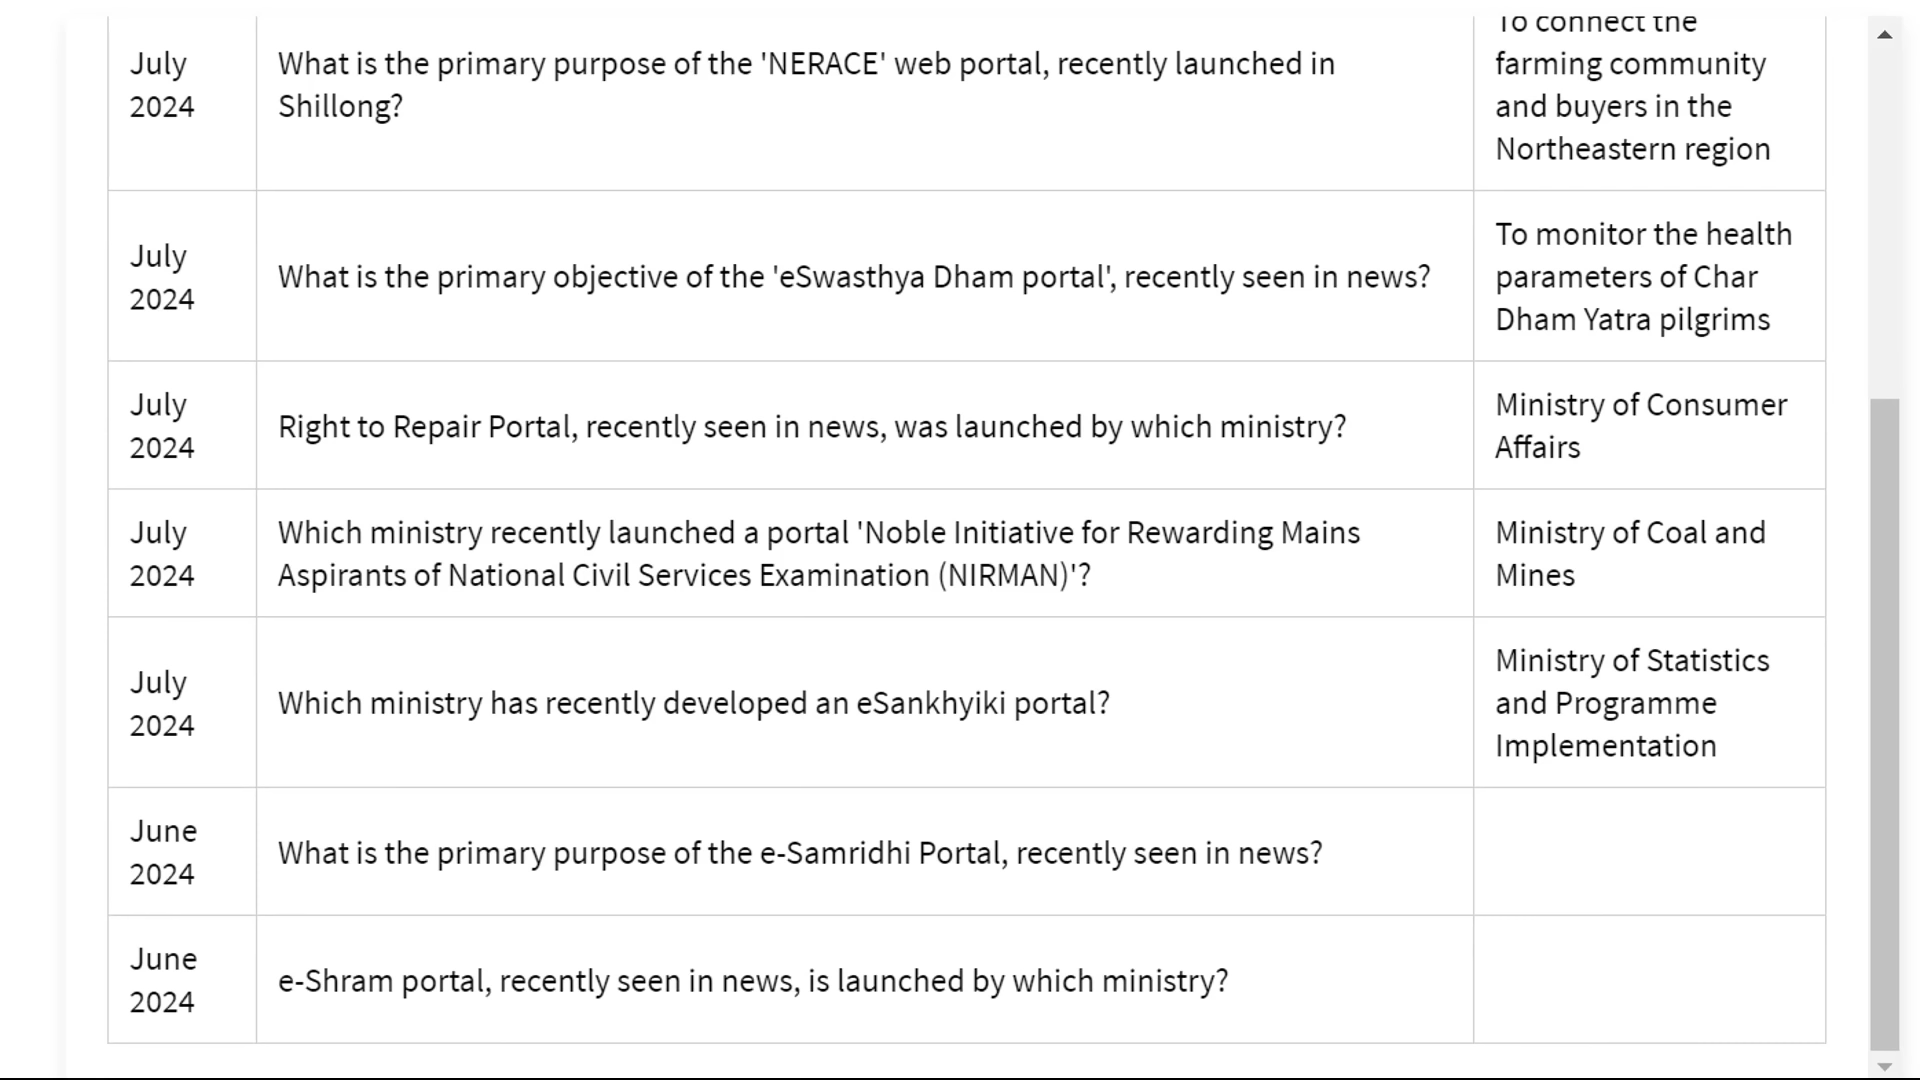 July
2024
What is the primary purpose of the 'NERACE' web portal, recently launched in
Shillong?
To connect the
farming community
and buyers in the
Northeastern region
July
2024
What is the primary objective of the 'eSwasthya Dham portal', recently seen in news?
To monitor the health
parameters of Char
Dham Yatra pilgrims
July
2024
Right to Repair Portal, recently seen in news, was launched by which ministry?
Ministry of Consumer
Affairs
July
2024
Which ministry recently launched a portal 'Noble Initiative for Rewarding Mains
Aspirants of National Civil Services Examination (NIRMAN)'?
Ministry of Coal and
Mines
July
2024
Which ministry has recently developed an eSankhyiki portal?
Ministry of Statistics
and Programme
Implementation
June
2024
What is the primary purpose of the e-Samridhi Portal, recently seen in news?
June
2024
e-Shram portal, recently seen in news, is launched by which ministry?